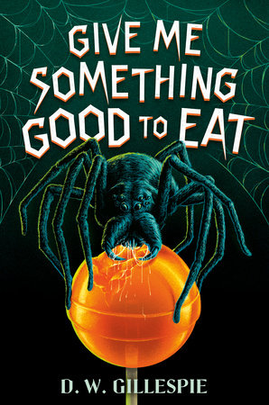 GIVE ME
SOMETHING
GOOD TO EAT
D. W. GILLESPIE